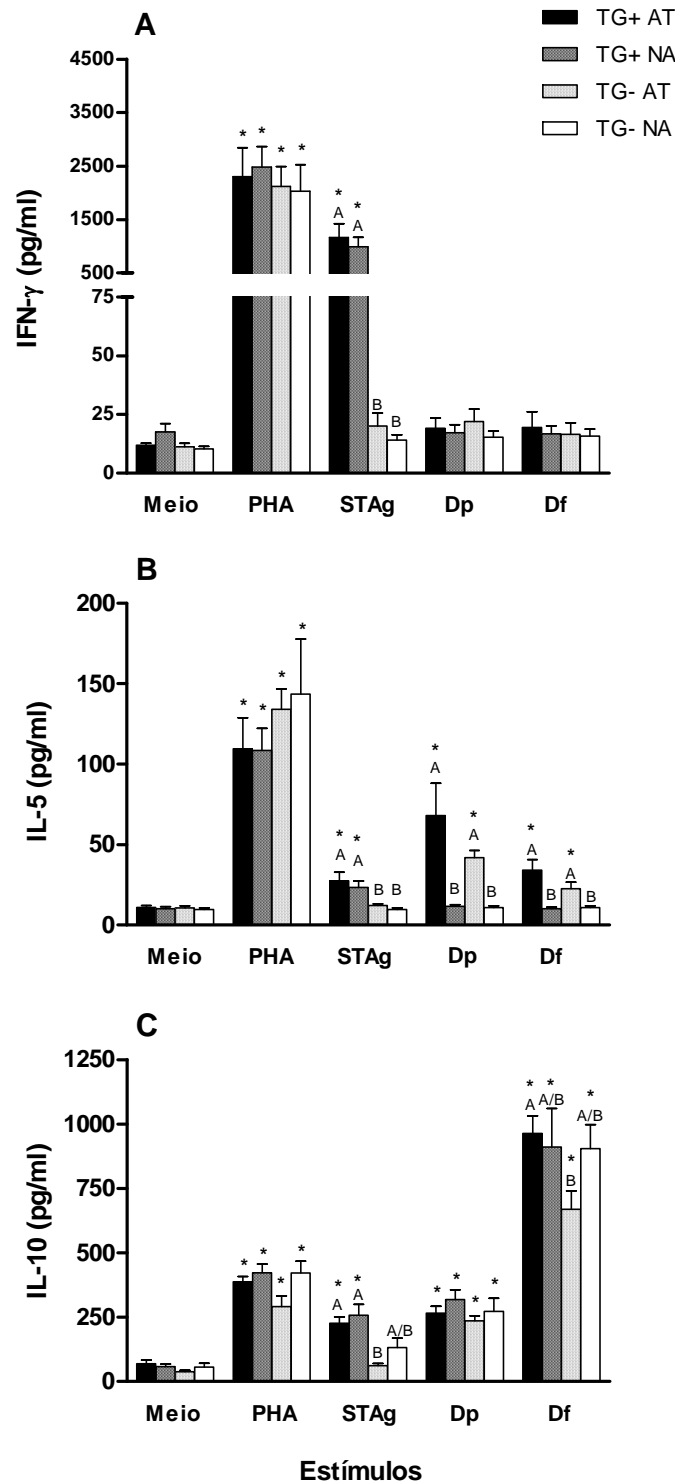 TG+ AT
TG+ NA
TG- AT
TG- NA
A
IFN-γ (pg/ml)
4500
3500
2500
1500
500
75
50
25
0
* * * *
* *
A A
B B
Meio PHA STAg Dp Df
B
IL-5 (pg/ml)
200
150
100
50
0
* * * *
* *
A A B B
* *
A B A B
* *
A B A B
Meio PHA STAg Dp Df
C
IL-10 (pg/ml)
1250
1000
750
500
250
0
* * * *
* *
A A B A/B
* * * *
* * * *
A A/B B A/B
Meio PHA STAg Dp Df
Estímulos